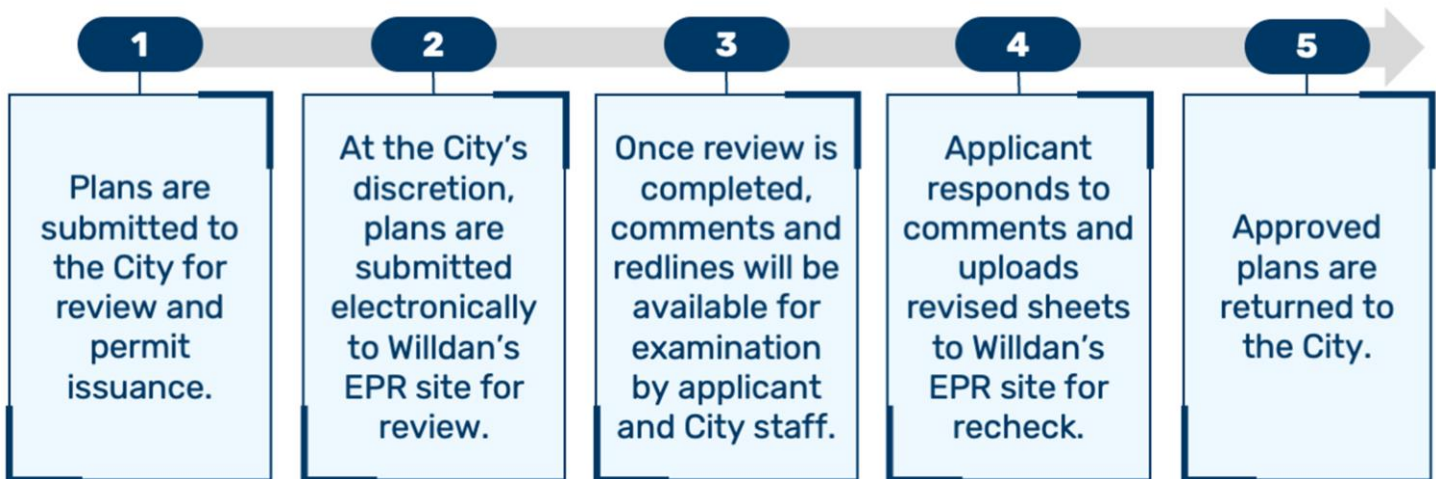 1
Plans are
submitted to
the City for
review and
permit
issuance.
2
At the City’s
discretion,
plans are
submitted
electronically
to Willdan’s
EPR site for
review.
3
Once review is
completed,
comments and
redlines will be
available for
examination
by applicant
and City staff.
4
Applicant
responds to
comments and
uploads
revised sheets
to Willdan’s
EPR site for
recheck.
5
Approved
plans are
returned to
the City.